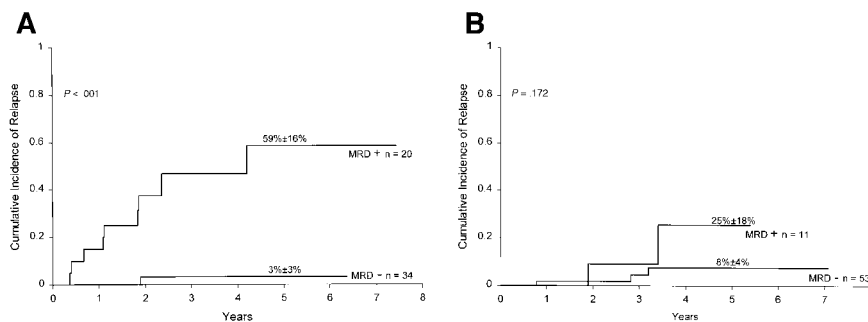 A
Cumulative Incidence of Relapse
1
0.8
0.6
0.4
0.2
0
P < .001
59%±16%
MRD + n = 20
3%±3%
MRD - n = 34
0 1 2 3 4 5 6 7 8
Years
B
Cumulative Incidence of Relapse
1
0.8
0.6
0.4
0.2
0
P = .172
25%±18%
MRD + n = 11
8%±4%
MRD - n = 53
0 1 2 3 4 5 6 7
Years